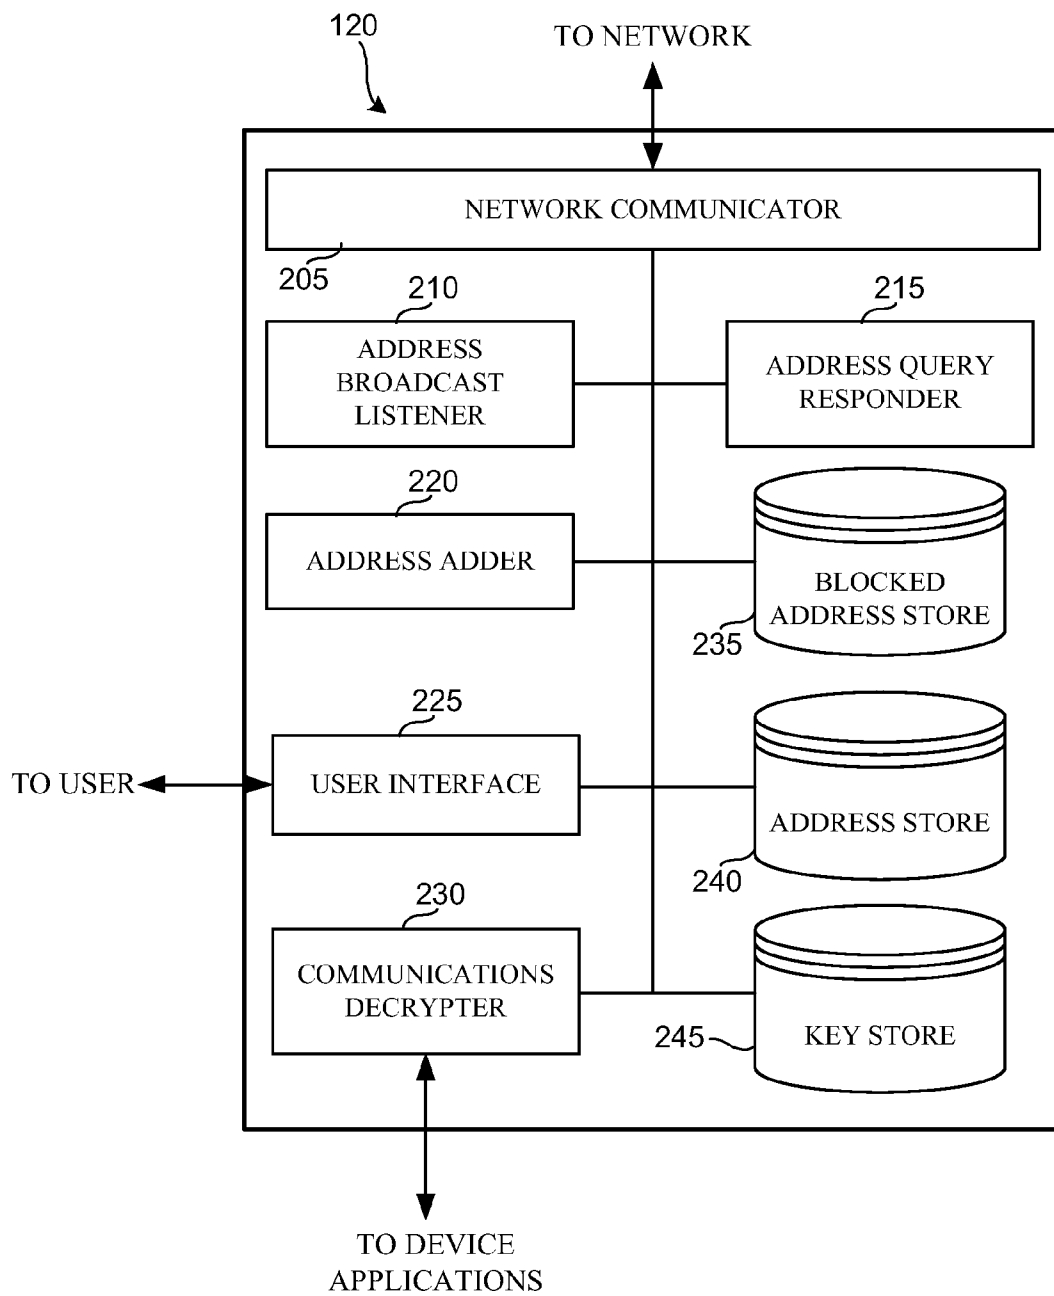 120
TO NETWORK
NETWORK COMMUNICATOR
205
210
215
ADDRESS
BROADCAST
LISTENER
ADDRESS QUERY
RESPONDER
220
ADDRESS ADDER
BLOCKED
ADDRESS STORE
235
225
TO USER
USER INTERFACE
ADDRESS STORE
240
230
COMMUNICATIONS
DECRYPTER
245
KEY STORE
TO DEVICE
APPLICATIONS